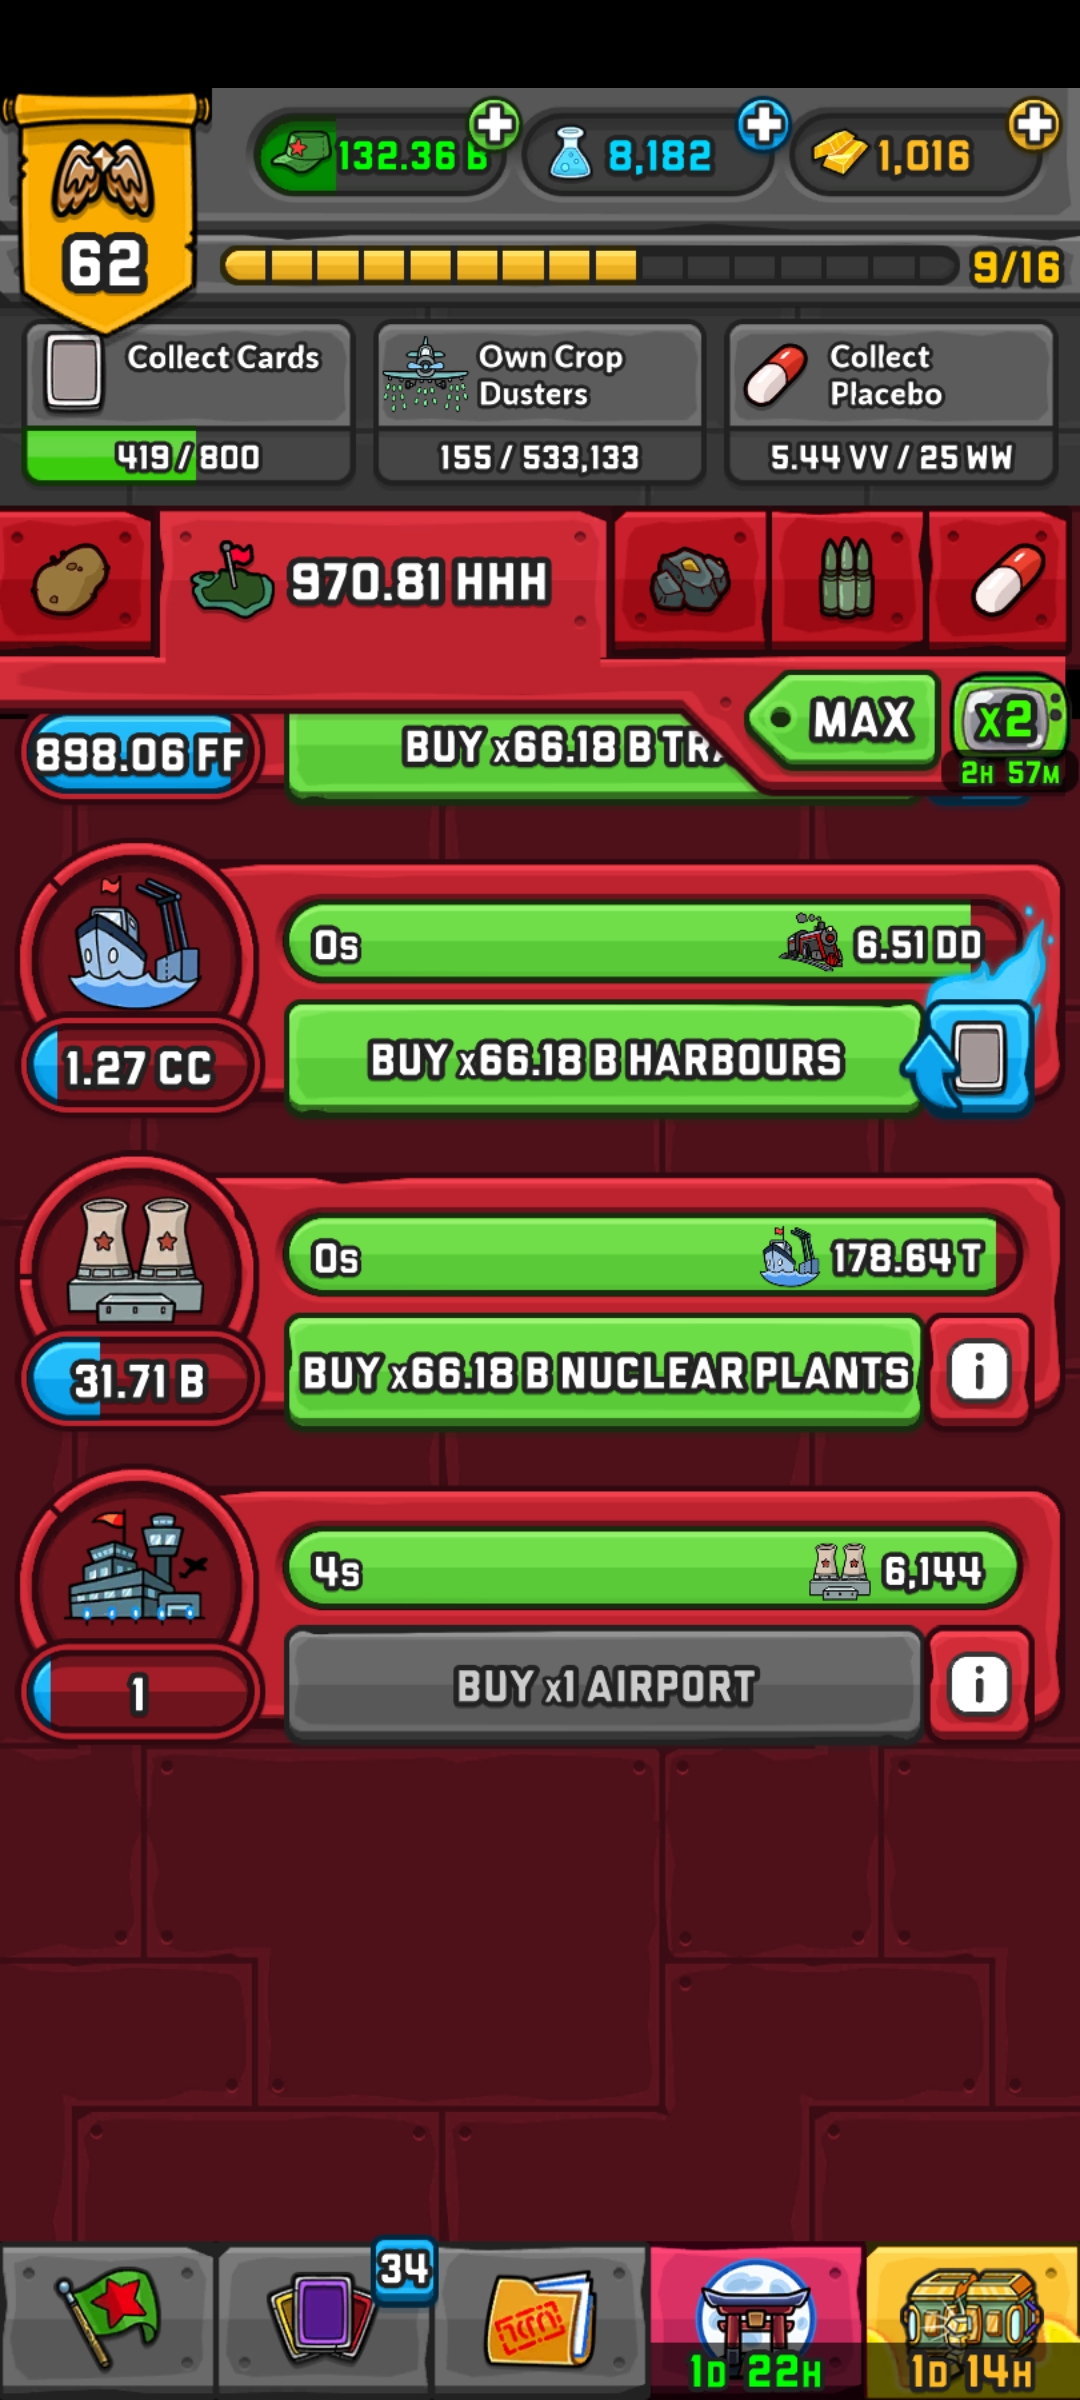 132.36 B
8,182
1,016
62
9/16
Collect Cards
419 / 800
Own Crop
Dusters
155 / 533,133
Collect
Placebo
5.44 VV / 25 WW
970.81 HHH
MAX
x2
2H 57M
898.06 FF
BUY x66.18 B
0s
6.51 DD
1.27 CC
BUY x66.18 B HARBOURS
0s
178.64 T
31.71 B
BUY x66.18 B NUCLEAR PLANTS
i
4s
6,144
1
BUY x1 AIRPORT
i
34
1D 22H
1D 14H